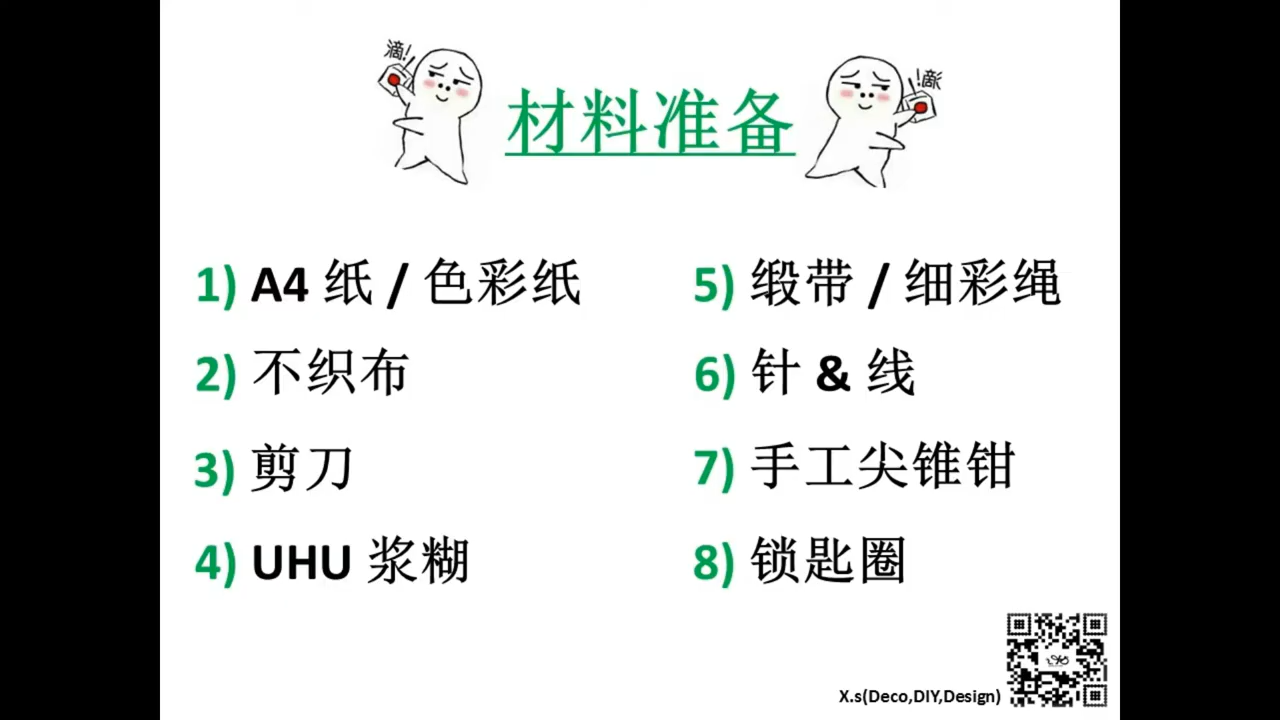 滴!
材料准备
滴!
1) A4 纸 / 色彩纸
2) 不织布
3) 剪刀
4) UHU 浆糊
5) 缎带 / 细彩绳
6) 针 & 线
7) 手工尖锥钳
8) 锁匙圈
X.s(Deco,DIY,Design)